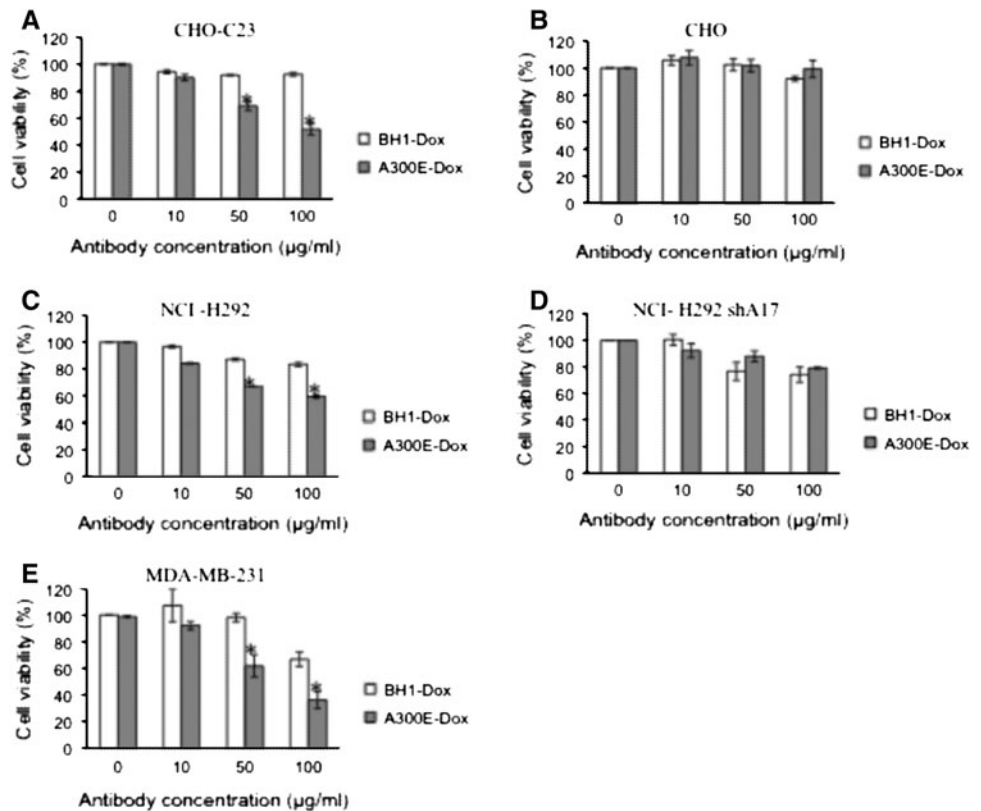 A
CHO-C23
Cell viability (%)
120
100
80
60
40
20
0
*
*
0 10 50 100
Antibody concentration (µg/ml)
BH1-Dox
A300E-Dox
B
CHO
Cell viability (%)
120
100
80
60
40
20
0
0 10 50 100
Antibody concentration (µg/ml)
BH1-Dox
A300E-Dox
C
NCI -H292
Cell viability (%)
120
100
80
60
40
20
0
*
*
0 10 50 100
Antibody concentration (µg/ml)
BH1-Dox
A300E-Dox
D
NCI- H292 shA17
Cell viability (%)
120
100
80
60
40
20
0
0 10 50 100
Antibody concentration (µg/ml)
BH1-Dox
A300E-Dox
E
MDA-MB-231
Cell viability (%)
120
100
80
60
40
20
0
*
*
0 10 50 100
Antibody concentration (µg/ml)
BH1-Dox
A300E-Dox